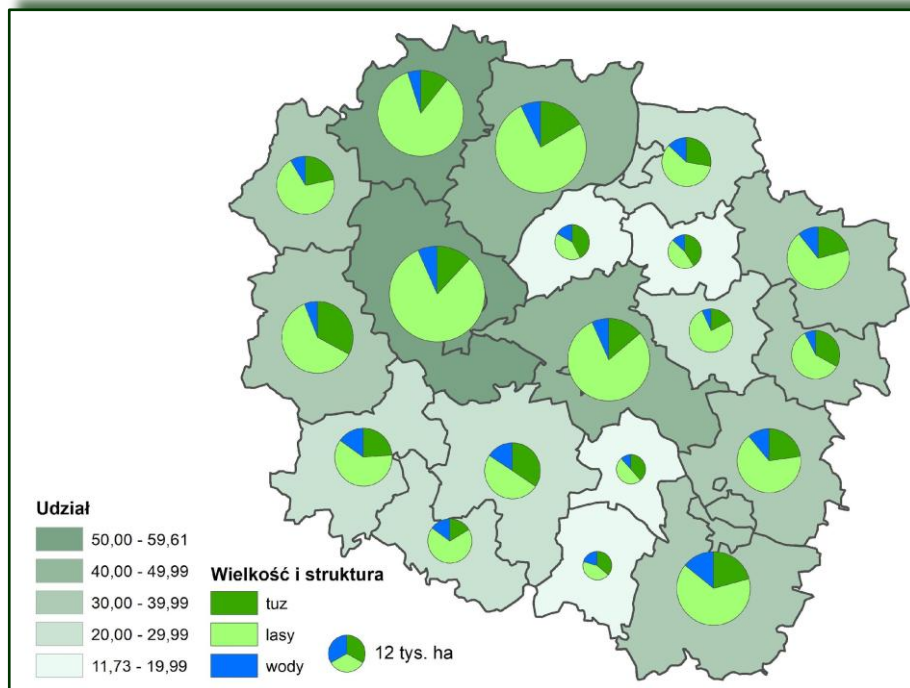 Udział
50,00 - 59,61
40,00 - 49,99
30,00 - 39,99
20,00 - 29,99
11,73 - 19,99
Wielkość i struktura
tuz
lasy
wody
12 tys. ha